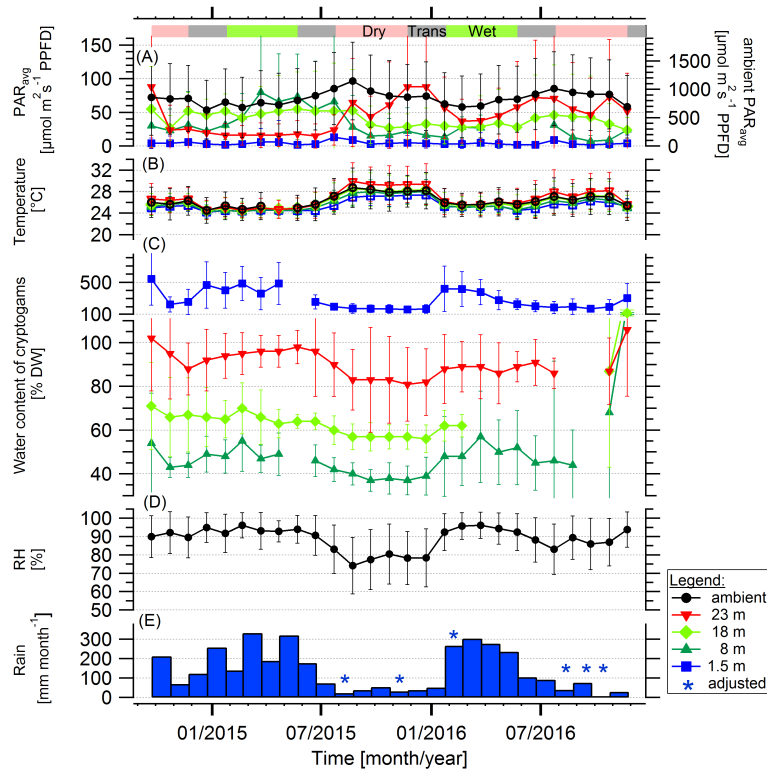 Dry Trans Wet
(A)
PARavg
[µmol m-2 s-1 PPFD]
150
100
50
0
1500
1000
500
0
ambient PARavg
[µmol m-2 s-1 PPFD]
(B)
Temperature
[°C]
32
28
24
20
(C)
Water content of cryptogams
[% DW]
500
100
100
80
60
40
(D)
RH
[%]
100
90
80
70
60
50
(E)
Rain
[mm month-1]
300
200
100
0
* * * * * *
01/2015 07/2015 01/2016 07/2016
Time [month/year]
Legend:
ambient
23 m
18 m
8 m
1.5 m
* adjusted